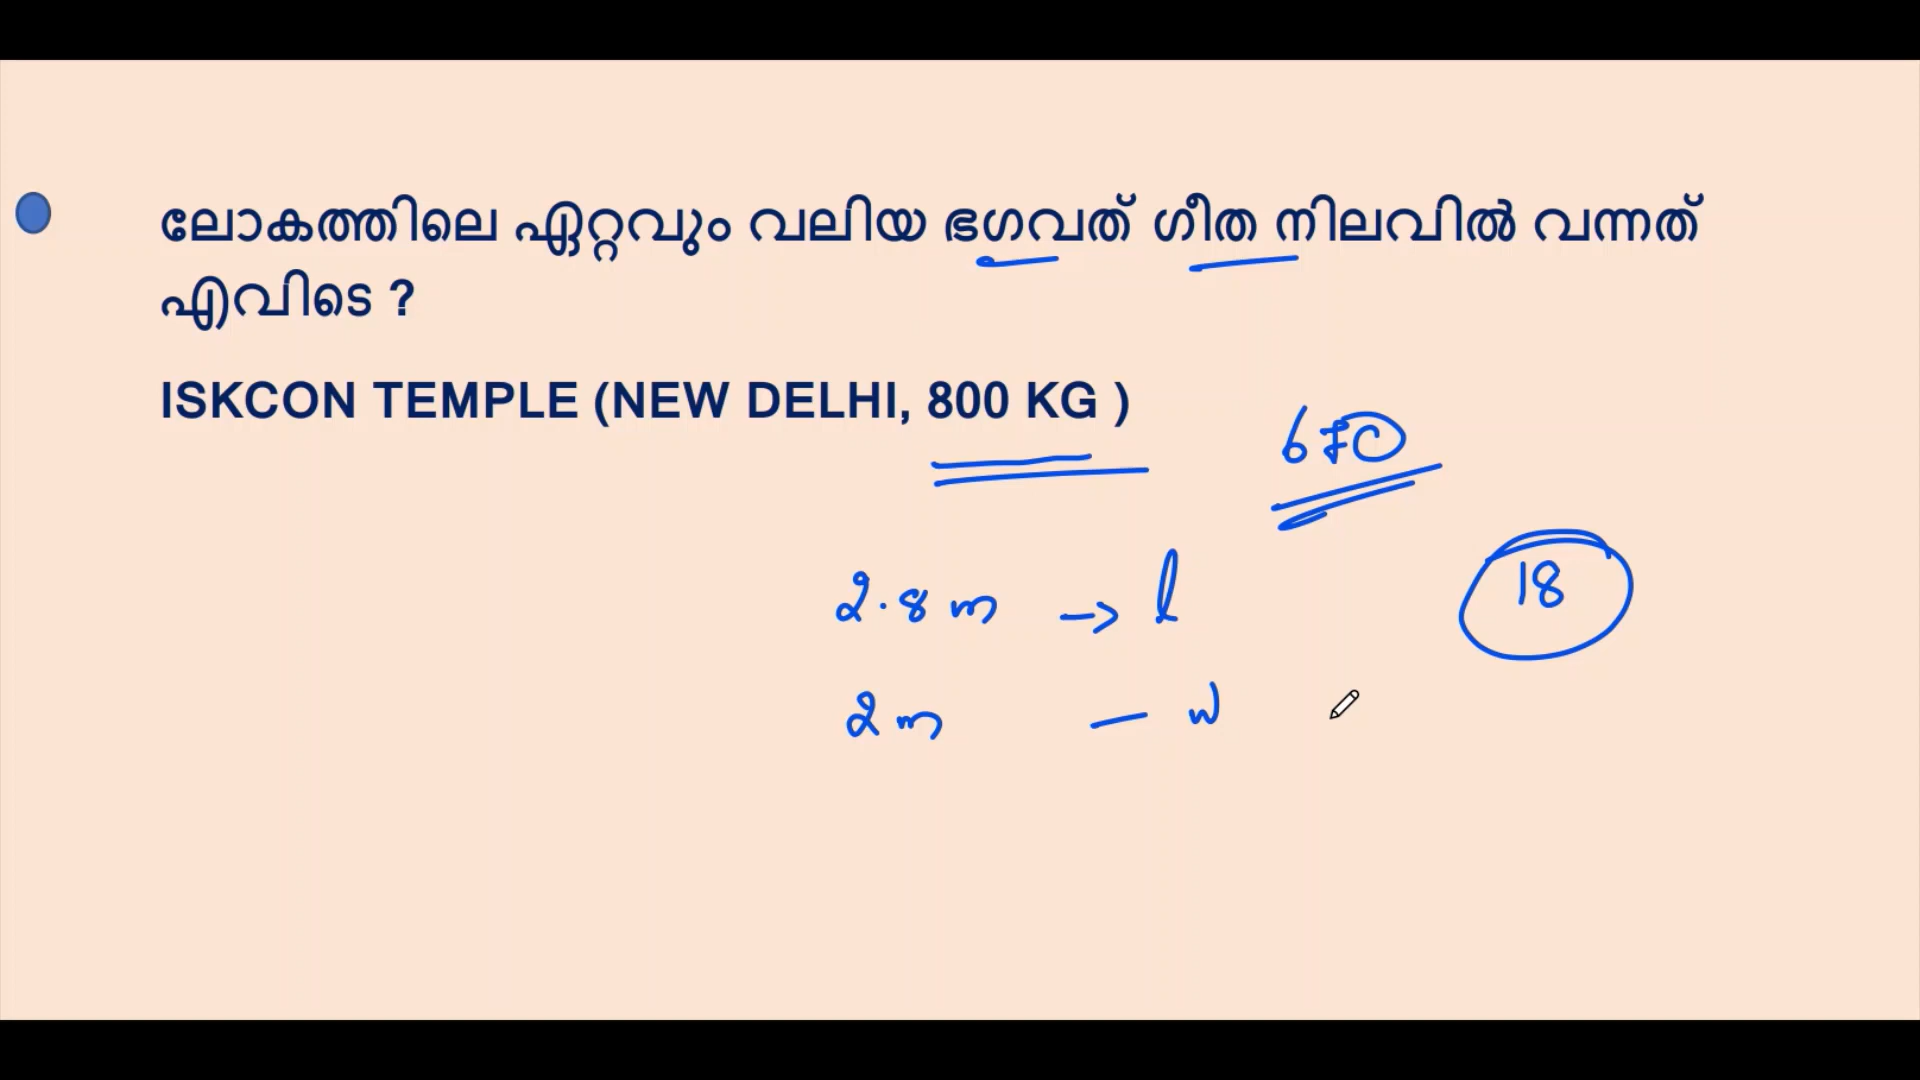 ലോകത്തിലെ ഏറ്റവും വലിയ ഭഗവത് ഗീത നിലവിൽ വന്നത്
എവിടെ ?
ISKCON TEMPLE (NEW DELHI, 800 KG )
670
2.8 m → l
18
2 m — w